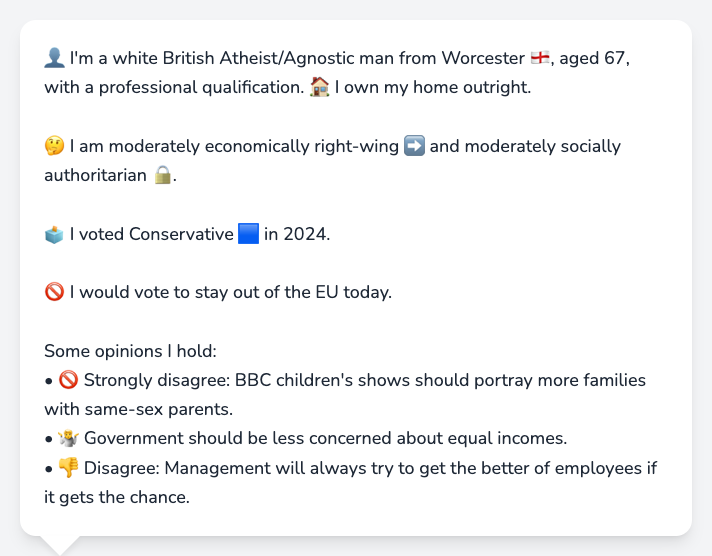 👤 I'm a white British Atheist/Agnostic man from Worcester 🏴󠁧󠁢󠁥󠁮󠁧󠁿, aged 67,
with a professional qualification. 🏠 I own my home outright.
🤔 I am moderately economically right-wing ➡️ and moderately socially
authoritarian 🔒.
🗳️ I voted Conservative 🟦 in 2024.
🚫 I would vote to stay out of the EU today.
Some opinions I hold:
• 🚫 Strongly disagree: BBC children's shows should portray more families
with same-sex parents.
• 🤷 Government should be less concerned about equal incomes.
• 👎 Disagree: Management will always try to get the better of employees if
it gets the chance.